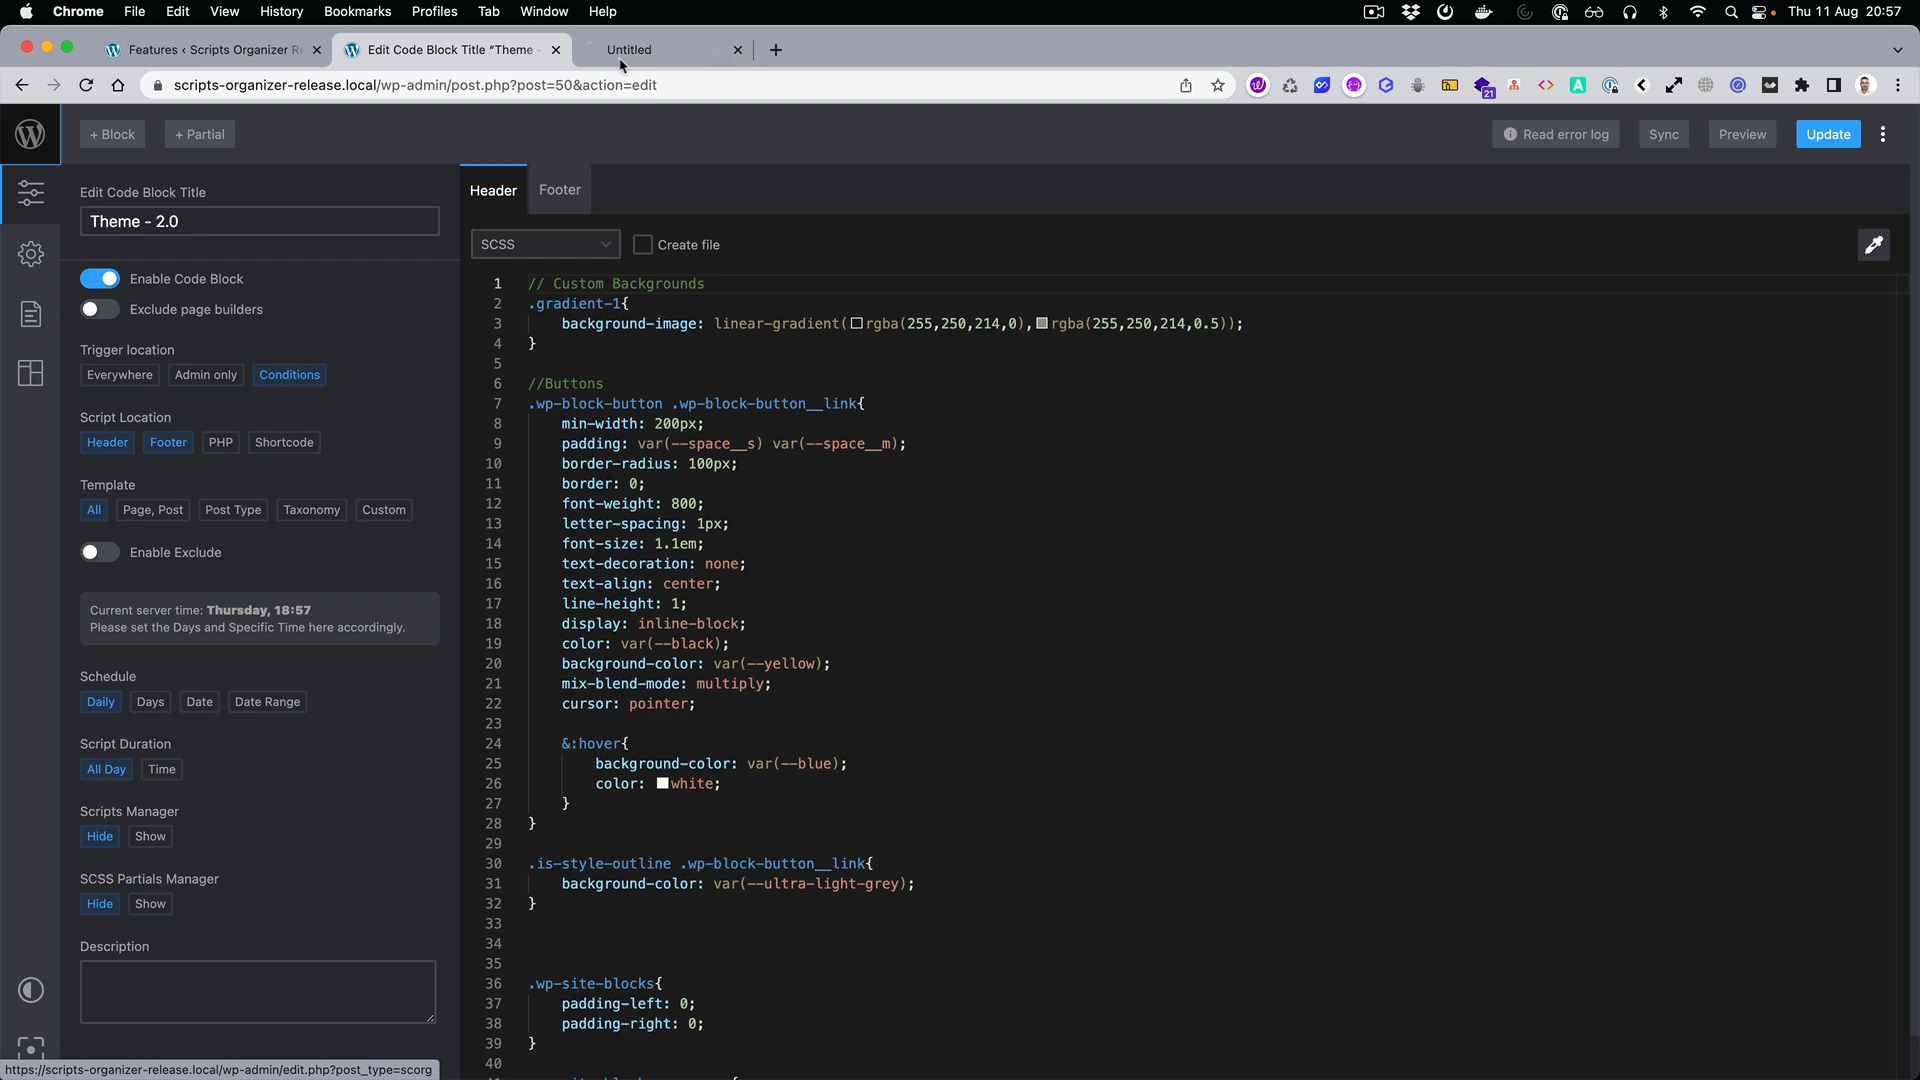 Chrome File Edit View History Bookmarks Profiles Tab Window Help Thu 11 Aug 20:57
Features ‹ Scripts Organizer R
Edit Code Block Title "Theme -
Untitled
scripts-organizer-release.local/wp-admin/post.php?post=50&action=edit
21
+ Block
+ Partial
Read error log
Sync
Preview
Update
Edit Code Block Title
Theme - 2.0
Enable Code Block
Exclude page builders
Trigger location
Everywhere Admin only Conditions
Script Location
Header Footer PHP Shortcode
Template
All Page, Post Post Type Taxonomy Custom
Enable Exclude
Current server time: Thursday, 18:57
Please set the Days and Specific Time here accordingly.
Schedule
Daily Days Date Date Range
Script Duration
All Day Time
Scripts Manager
Hide Show
SCSS Partials Manager
Hide Show
Description
https://scripts-organizer-release.local/wp-admin/edit.php?post_type=scorg
Header Footer
SCSS
Create file
1 // Custom Backgrounds
2 .gradient-1{
3 background-image: linear-gradient(rgba(255,250,214,0),rgba(255,250,214,0.5));
4 }
5
6 //Buttons
7 .wp-block-button .wp-block-button__link{
8 min-width: 200px;
9 padding: var(--space__s) var(--space__m);
10 border-radius: 100px;
11 border: 0;
12 font-weight: 800;
13 letter-spacing: 1px;
14 font-size: 1.1em;
15 text-decoration: none;
16 text-align: center;
17 line-height: 1;
18 display: inline-block;
19 color: var(--black);
20 background-color: var(--yellow);
21 mix-blend-mode: multiply;
22 cursor: pointer;
23
24 &:hover{
25 background-color: var(--blue);
26 color: white;
27 }
28 }
29
30 .is-style-outline .wp-block-button__link{
31 background-color: var(--ultra-light-grey);
32 }
33
34
35
36 .wp-site-blocks{
37 padding-left: 0;
38 padding-right: 0;
39 }
40